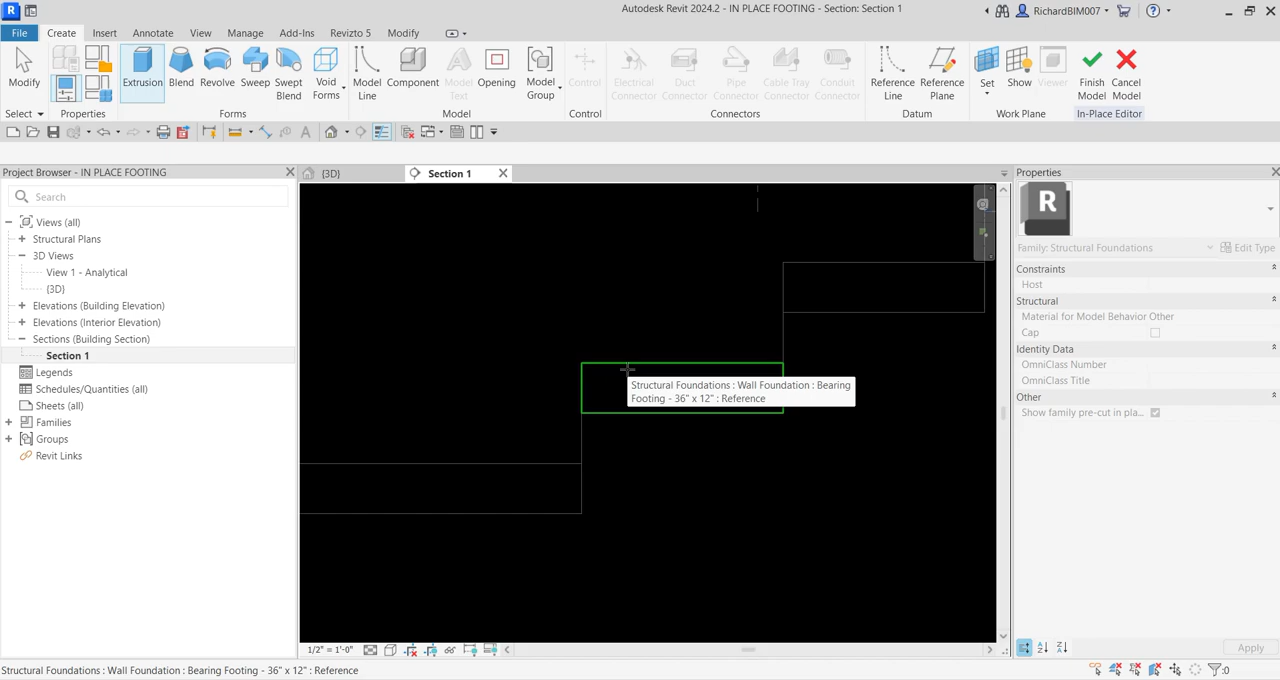 Autodesk Revit 2024.2 - IN PLACE FOOTING - Section: Section 1
RichardBIM007
File Create Insert Annotate View Manage Add-Ins Revizto 5 Modify
Modify
Extrusion Blend Revolve Sweep Swept Blend Void Forms
Model Line Component Model Text Opening Model Group
Control
Electrical Connector Duct Connector Pipe Connector Cable Tray Connector Conduit Connector
Reference Line Reference Plane
Set Show Viewer
Finish Model Cancel Model
Select Properties Forms Model Control Connectors Datum Work Plane In-Place Editor
Project Browser - IN PLACE FOOTING
{3D}
Section 1
Properties
Search
Views (all)
Structural Plans
3D Views
View 1 - Analytical
{3D}
Elevations (Building Elevation)
Elevations (Interior Elevation)
Sections (Building Section)
Section 1
Legends
Schedules/Quantities (all)
Sheets (all)
Families
Groups
Revit Links
Structural Foundations : Wall Foundation : Bearing
Footing - 36" x 12" : Reference
R
Family: Structural Foundations
Edit Type
Constraints
Host
Structural
Material for Model Behavior Other
Cap
Identity Data
OmniClass Number
OmniClass Title
Other
Show family pre-cut in pla...
1/2" = 1'-0"
Apply
Structural Foundations : Wall Foundation : Bearing Footing - 36" x 12" : Reference
:0